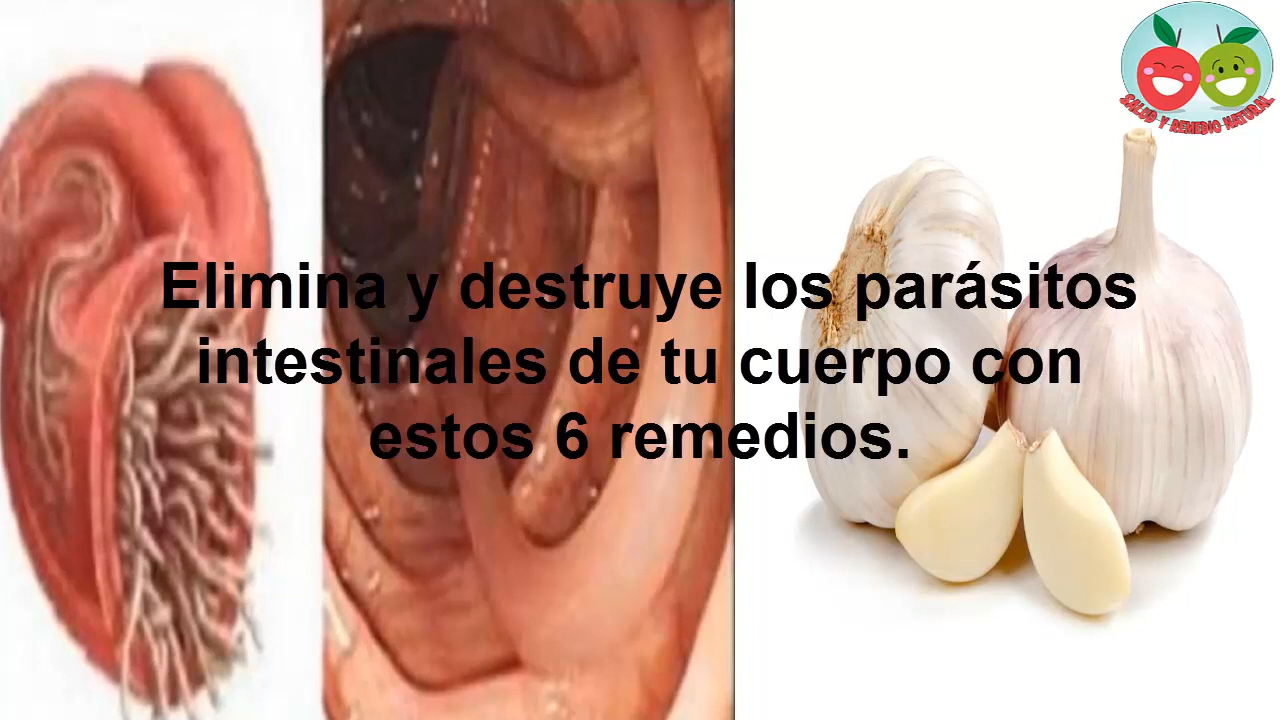 SALUD Y REMEDIO NATURAL
Elimina y destruye los parásitos
intestinales de tu cuerpo con
estos 6 remedios.